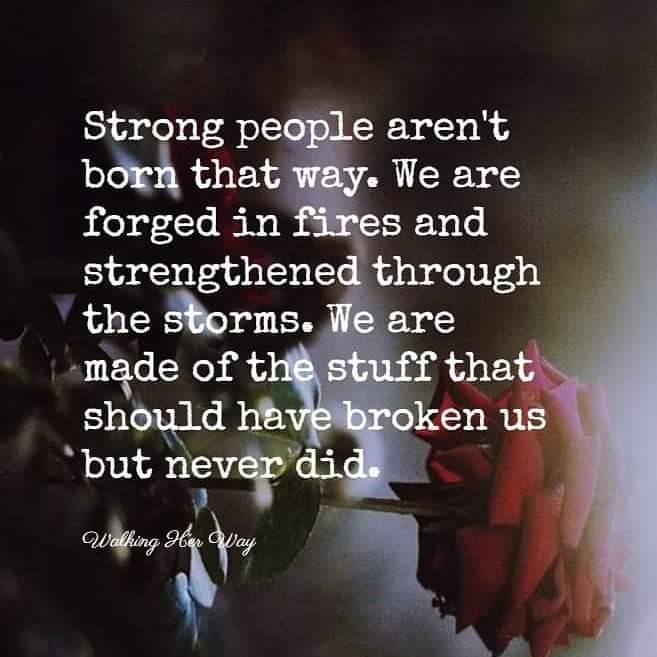 Strong people aren't
born that way. We are
forged in fires and
strengthened through
the storms. We are
made of the stuff that
should have broken us
but never did.
Walking Her Way